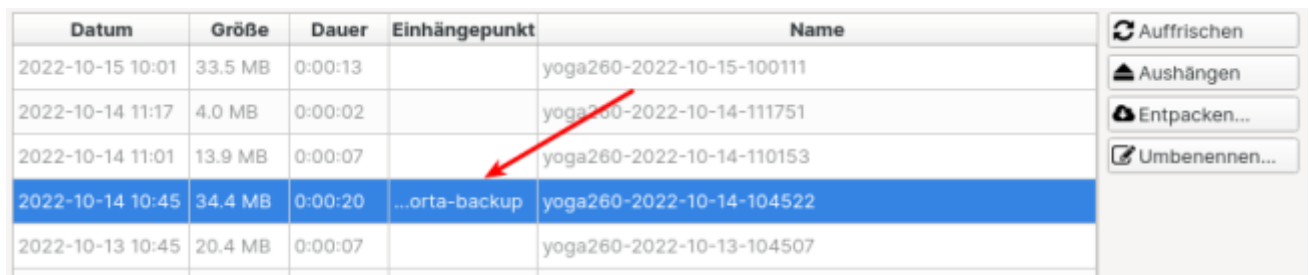 Datum Größe Dauer Einhängepunkt Name
2022-10-15 10:01 33.5 MB 0:00:13 yoga260-2022-10-15-100111
2022-10-14 11:17 4.0 MB 0:00:02 yoga260-2022-10-14-111751
2022-10-14 11:01 13.9 MB 0:00:07 yoga260-2022-10-14-110153
2022-10-14 10:45 34.4 MB 0:00:20 ...orta-backup yoga260-2022-10-14-104522
2022-10-13 10:45 20.4 MB 0:00:07 yoga260-2022-10-13-104507
Auffrischen
Aushängen
Entpacken...
Umbenennen...